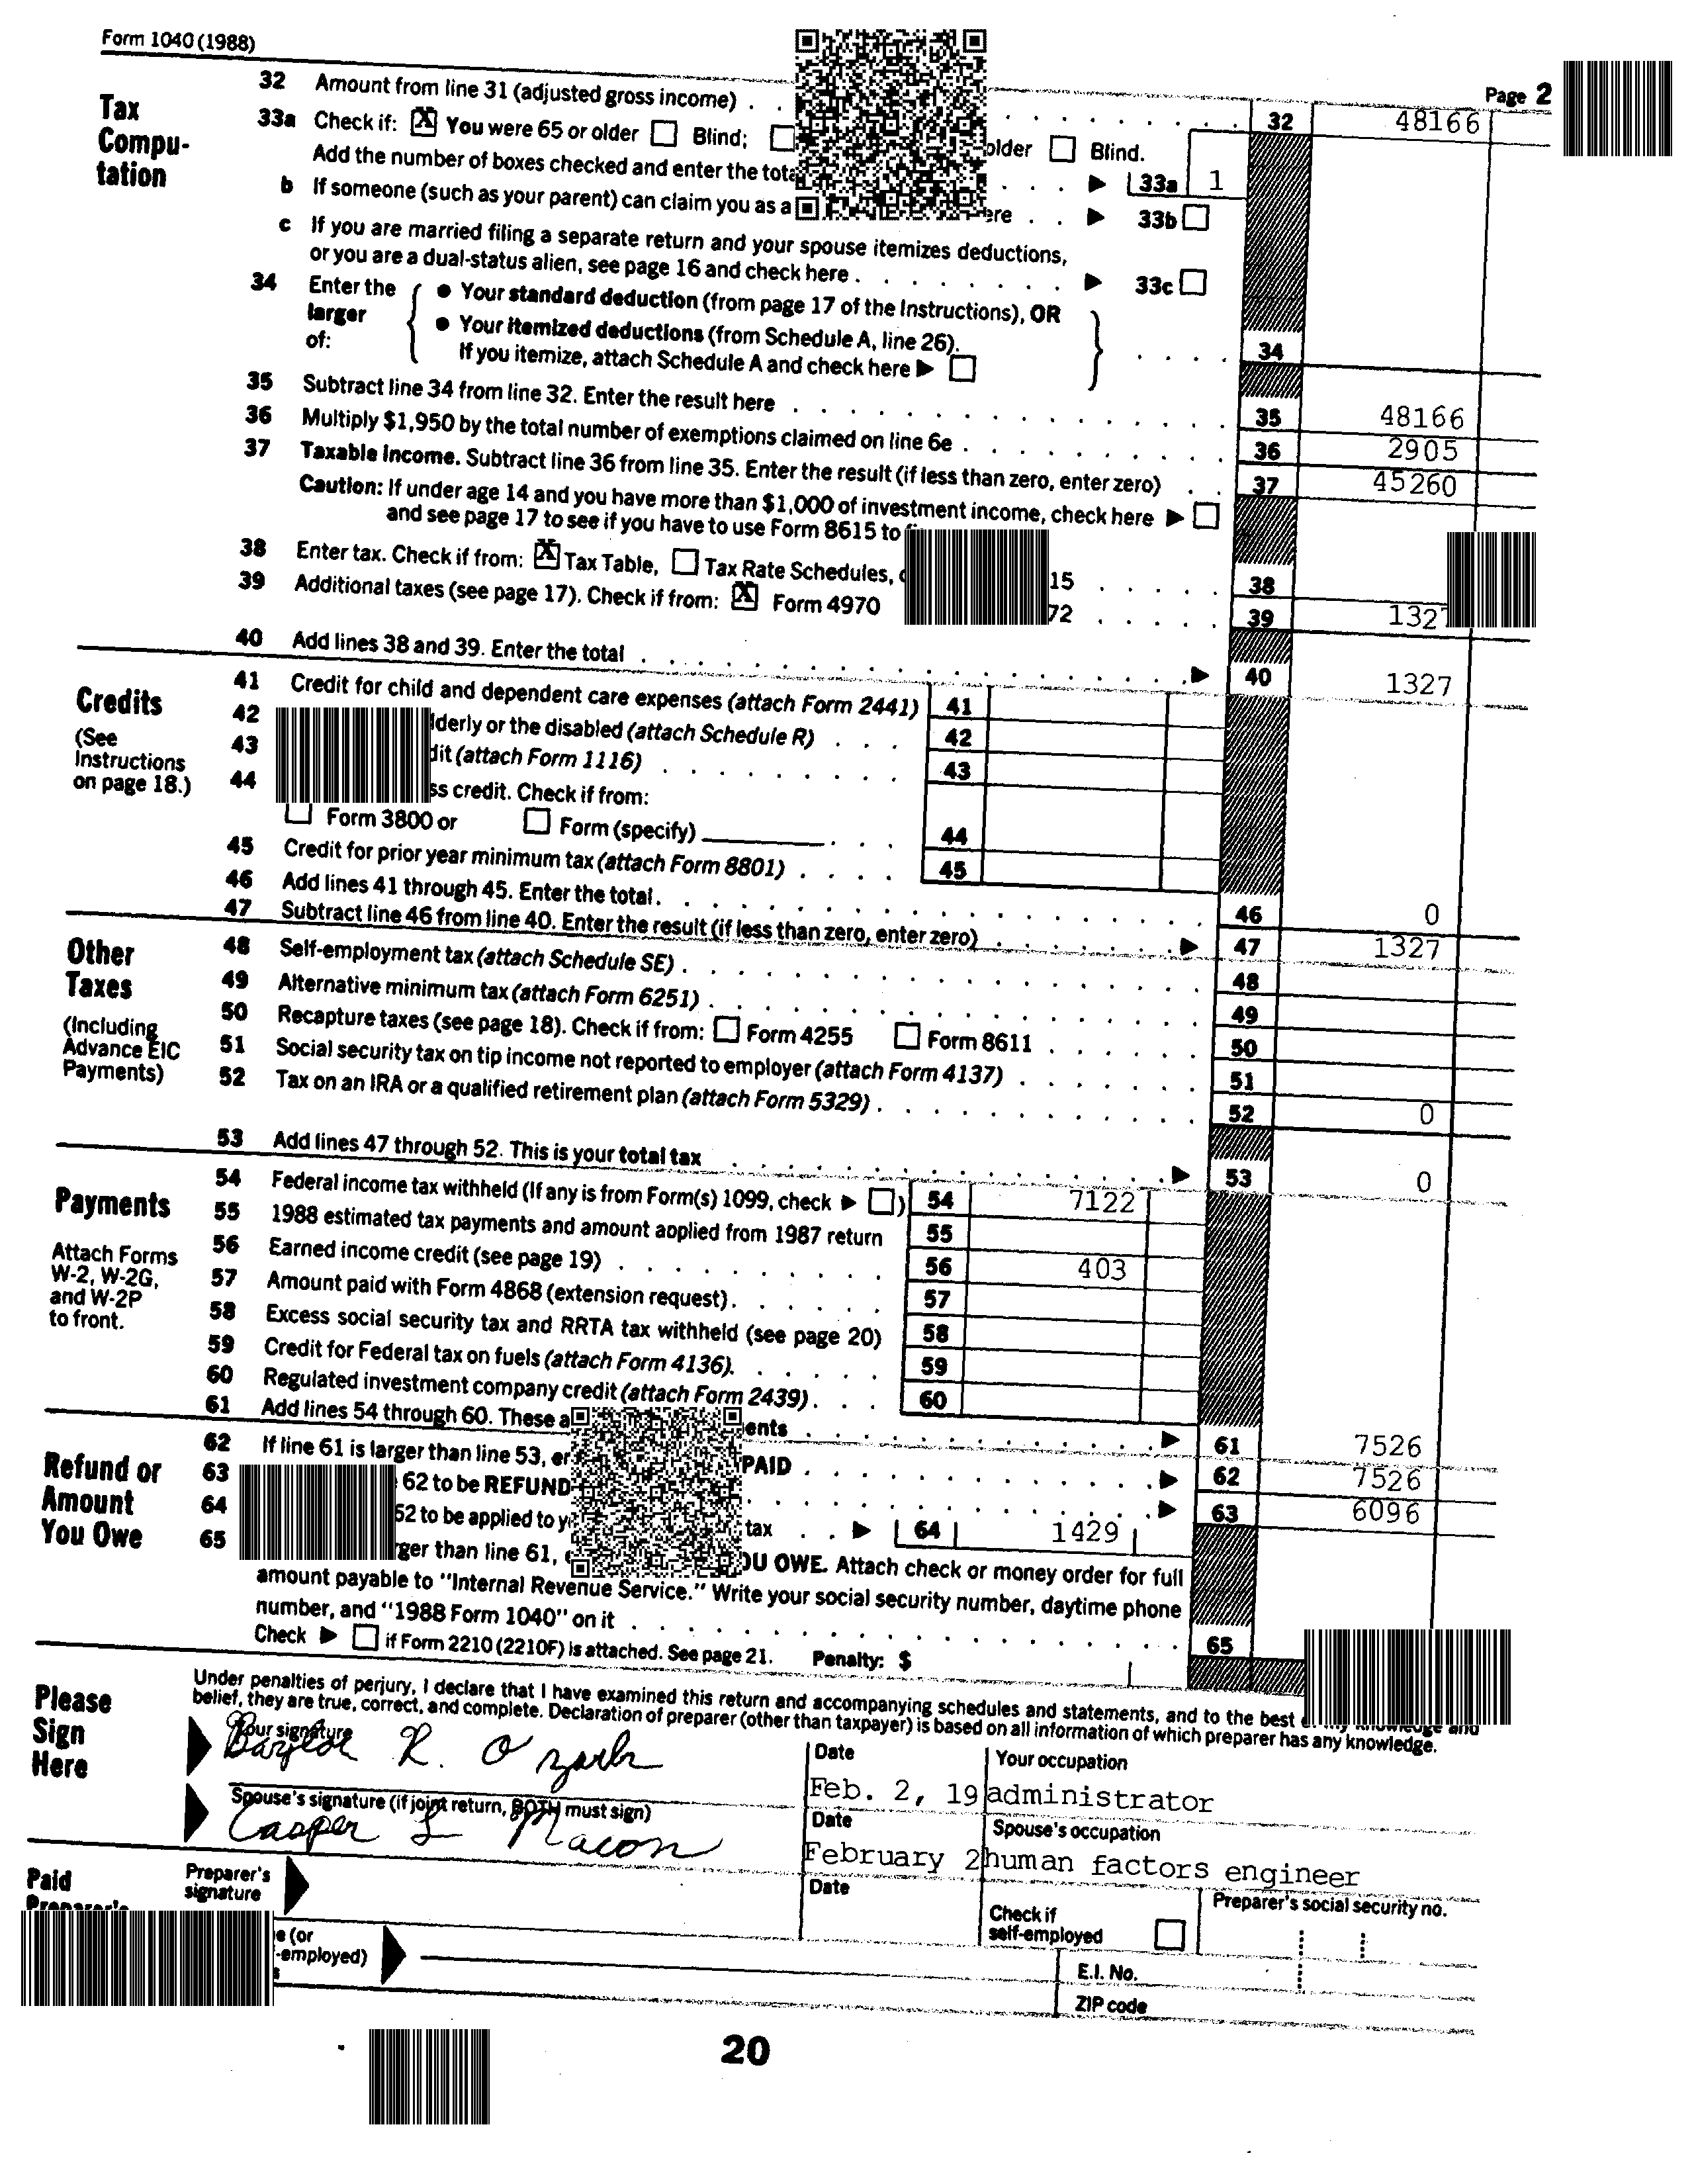 Form 1040 (1988)
Page 2
Tax Compu-
tation
32 Amount from line 31 (adjusted gross income) . . . . . . . . . . 32 48166
33a Check if: [X] You were 65 or older Blind; older Blind.
Add the number of boxes checked and enter the . . . . ▶ 33a 1
b If someone (such as your parent) can claim you as a . . ▶ 33b
c If you are married filing a separate return and your spouse itemizes deductions,
or you are a dual-status alien, see page 16 and check here . . . . . . . . ▶ 33c
34 Enter the larger of: ● Your standard deduction (from page 17 of the Instructions), OR
● Your itemized deductions (from Schedule A, line 26).
If you itemize, attach Schedule A and check here ▶ . . . . 34
35 Subtract line 34 from line 32. Enter the result here . . . . . . . . . . . . . . . . 35 48166
36 Multiply $1,950 by the total number of exemptions claimed on line 6e . . . . . . . . . . 36 2905
37 Taxable income. Subtract line 36 from line 35. Enter the result (if less than zero, enter zero) . . 37 45260
Caution: If under age 14 and you have more than $1,000 of investment income, check here ▶
and see page 17 to see if you have to use Form 8615 to
38 Enter tax. Check if from: [X] Tax Table, Tax Rate Schedules, 15 . . . . . 38
39 Additional taxes (see page 17). Check if from: [X] Form 4970 72 . . . . . 39 132
40 Add lines 38 and 39. Enter the total . . . . . . . . . . . . . . . . . . . ▶ 40 1327
Credits
(See
Instructions
on page 18.)
41 Credit for child and dependent care expenses (attach Form 2441) 41
42 or the disabled (attach Schedule R) . . . 42
43 (attach Form 1116) . . . . . . . . . 43
44 credit. Check if from:
Form 3800 or Form (specify) . . . 44
45 Credit for prior year minimum tax (attach Form 8801) . . . . 45
46 Add lines 41 through 45. Enter the total. . . . . . . . . . . . . . . . . . . 46 0
47 Subtract line 46 from line 40. Enter the result (if less than zero, enter zero) . . . . . . . ▶ 47 1327
Other
Taxes
(Including
Advance EIC
Payments)
48 Self-employment tax (attach Schedule SE) . . . . . . . . . . . . . . . . . . 48
49 Alternative minimum tax (attach Form 6251) . . . . . . . . . . . . . . . . . 49
50 Recapture taxes (see page 18). Check if from: Form 4255 Form 8611 . . . . . . 50
51 Social security tax on tip income not reported to employer (attach Form 4137) . . . . . . . 51
52 Tax on an IRA or a qualified retirement plan (attach Form 5329) . . . . . . . . . . . . 52 0
53 Add lines 47 through 52. This is your total tax . . . . . . . . . . . . . . . . ▶ 53 0
Payments
Attach Forms
W-2, W-2G,
and W-2P
to front.
54 Federal income tax withheld (If any is from Form(s) 1099, check ▶ ) 54 7122
55 1988 estimated tax payments and amount applied from 1987 return 55
56 Earned income credit (see page 19) . . . . . . . . . . 56 403
57 Amount paid with Form 4868 (extension request) . . . . . . 57
58 Excess social security tax and RRTA tax withheld (see page 20) 58
59 Credit for Federal tax on fuels (attach Form 4136). . . . . . 59
60 Regulated investment company credit (attach Form 2439) . . . 60
61 Add lines 54 through 60. These . . . . . . . . . . . . . ▶ 61 7526
Refund or
Amount
You Owe
62 If line 61 is larger than line 53, PAID . . . . . . . . . . . . ▶ 62 7526
63 62 to be REFUND . . . . . . . . . . . . ▶ 63 6096
64 to be applied to tax . . ▶ 64 1429
65 than line 61, OWE. Attach check or money order for full
amount payable to "Internal Revenue Service." Write your social security number, daytime phone
number, and "1988 Form 1040" on it . . . . . . . . . . . . . . . . . . . 65
Check ▶ if Form 2210 (2210F) is attached. See page 21. Penalty: $
Please
Sign
Here
Under penalties of perjury, I declare that I have examined this return and accompanying schedules and statements, and to the best knowledge and
belief, they are true, correct, and complete. Declaration of preparer (other than taxpayer) is based on all information of which preparer has any knowledge.
Your signature
Baylor R. Ozark
Date
Feb. 2, 19
Your occupation
administrator
Spouse's signature (if joint return, BOTH must sign)
Casper L Macon
Date
February 2
Spouse's occupation
human factors engineer
Paid
Preparer's
Preparer's
signature
Date
Check if
self-employed
Preparer's social security no.
(or
-employed)
E.I. No.
ZIP code
20